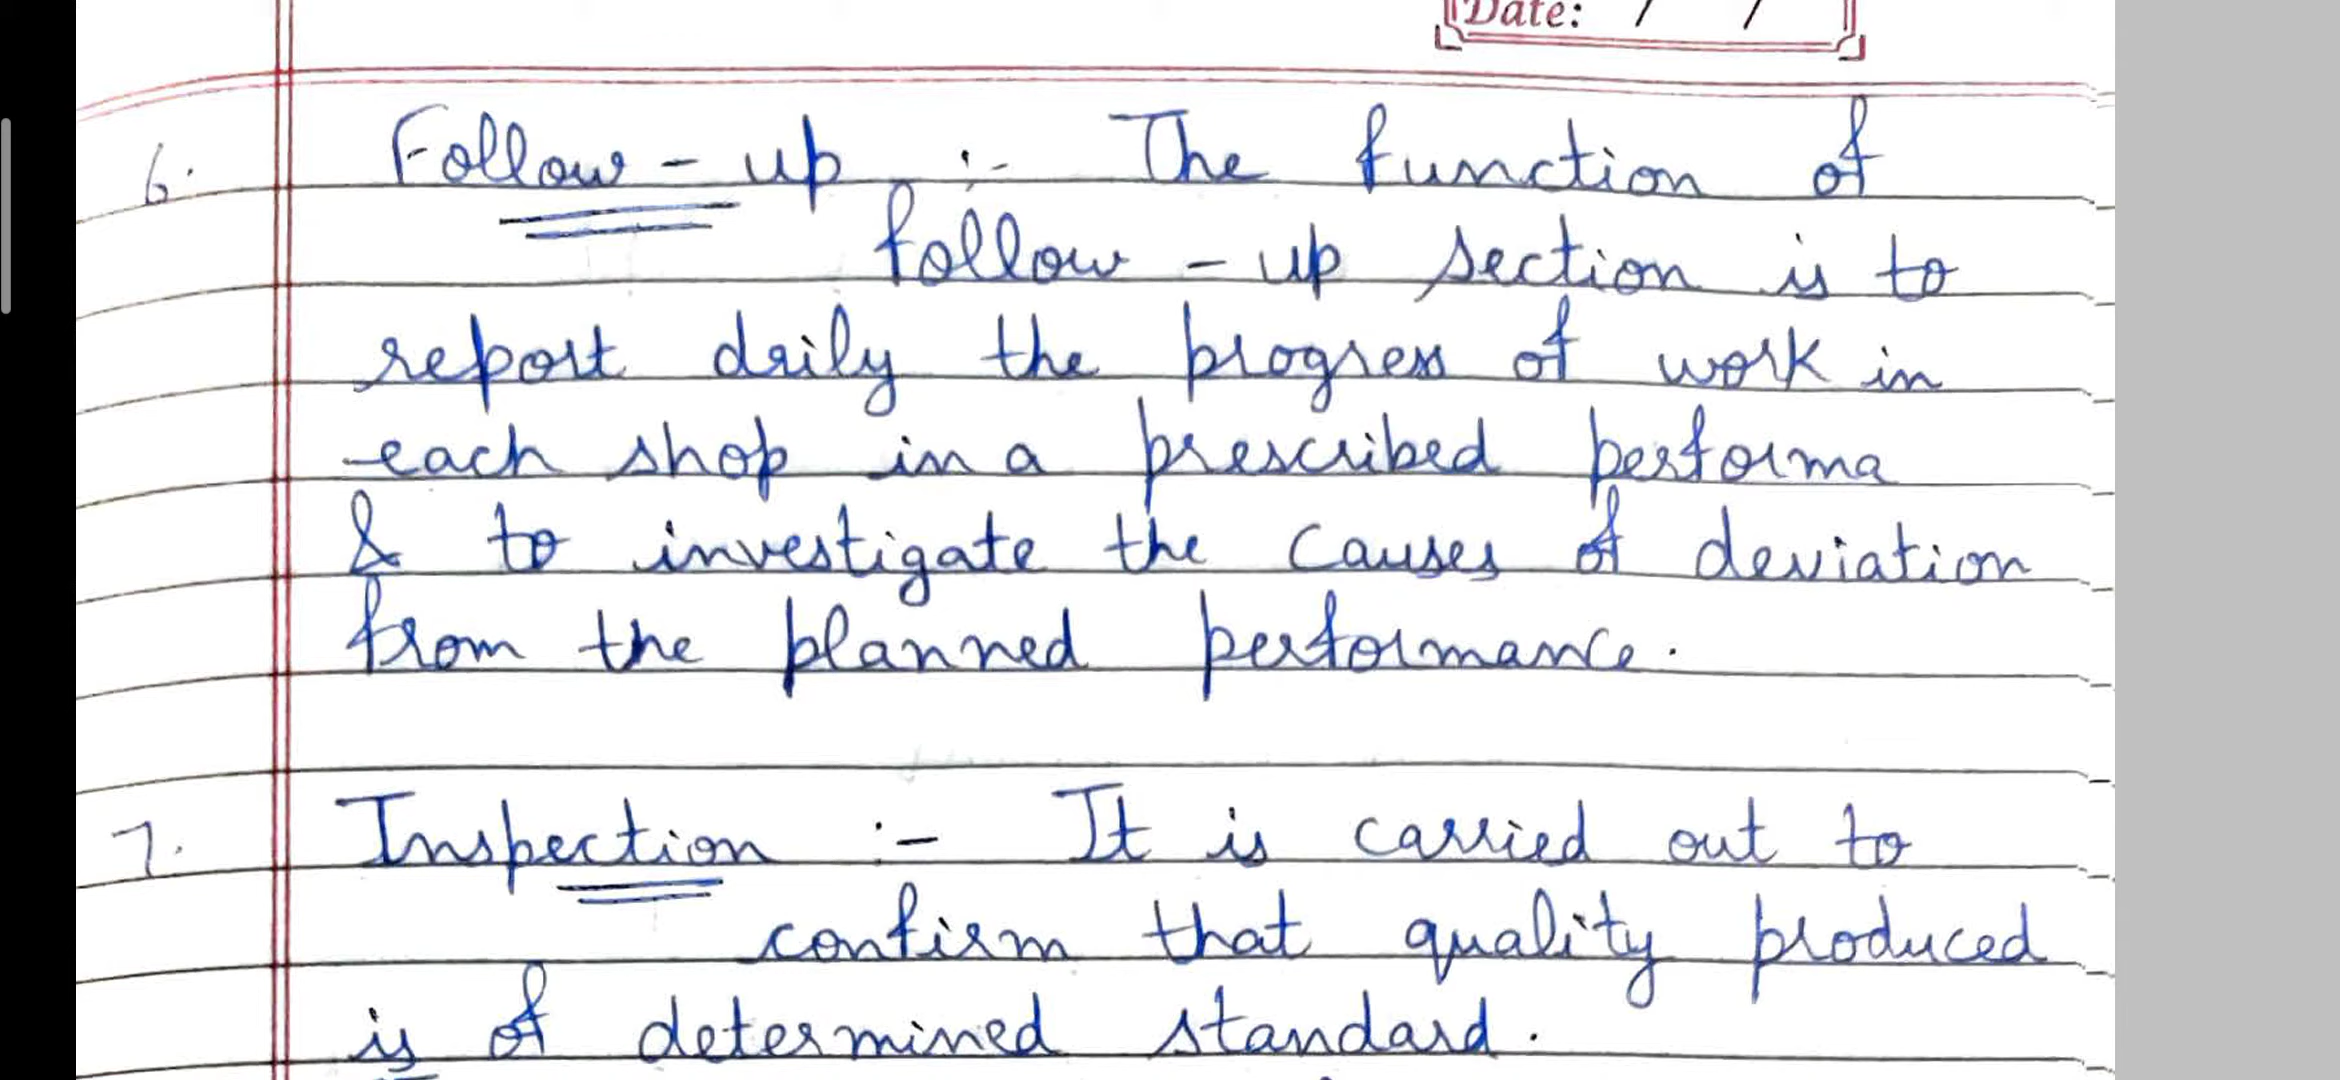 Date: / /
6. Follow - up :- The function of
follow - up section is to
report daily the progress of work in
each shop in a prescribed performa
& to investigate the causes of deviation
from the planned performance.
7. Inspection :- It is carried out to
confirm that quality produced
is of determined standard.